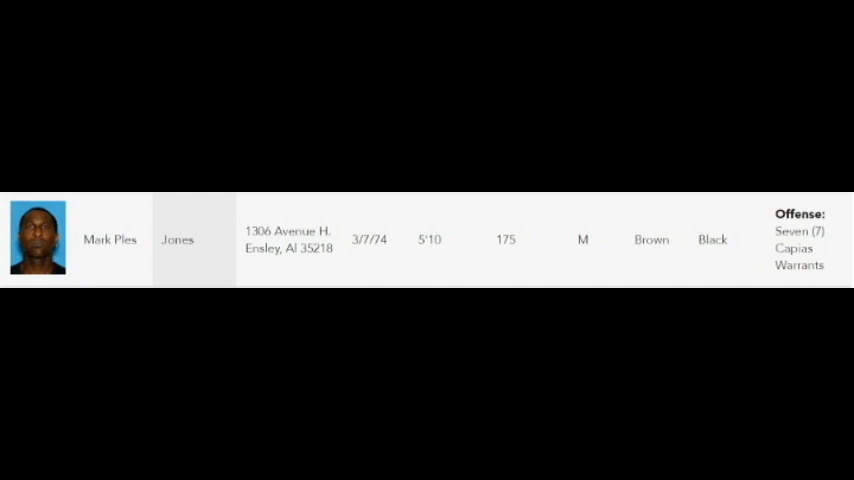 Mark Ples
Jones
1306 Avenue H.
Ensley, Al 35218
3/7/74
5'10
175
M
Brown
Black
Offense:
Seven (7)
Capias
Warrants